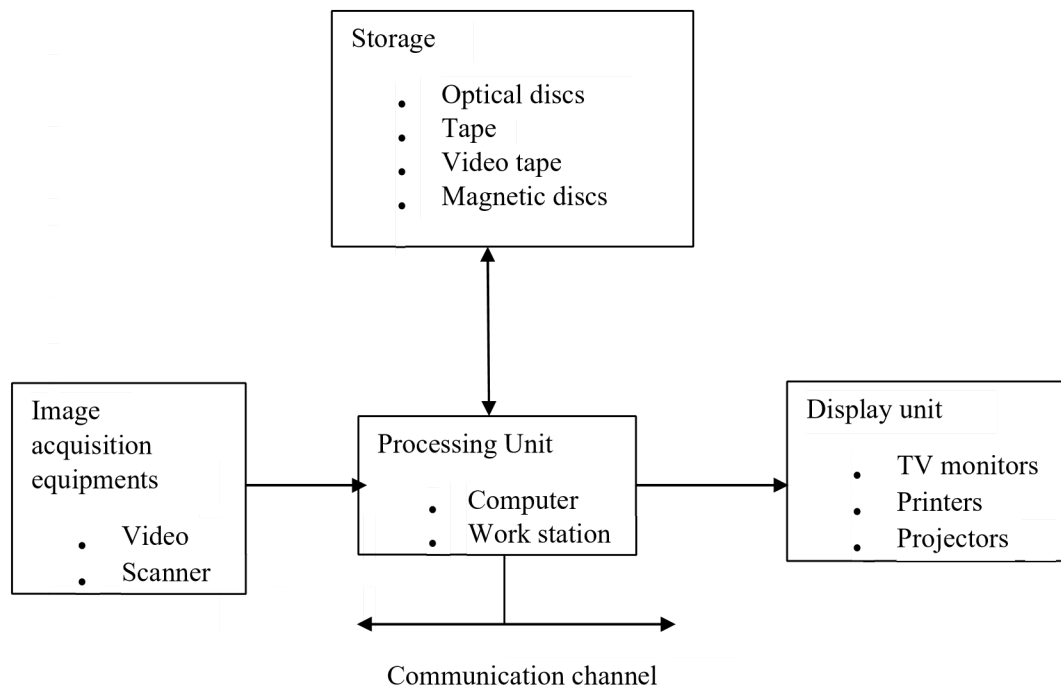 Storage
• Optical discs
• Tape
• Video tape
• Magnetic discs
Image
acquisition
equipments
• Video
• Scanner
Processing Unit
• Computer
• Work station
Display unit
• TV monitors
• Printers
• Projectors
Communication channel